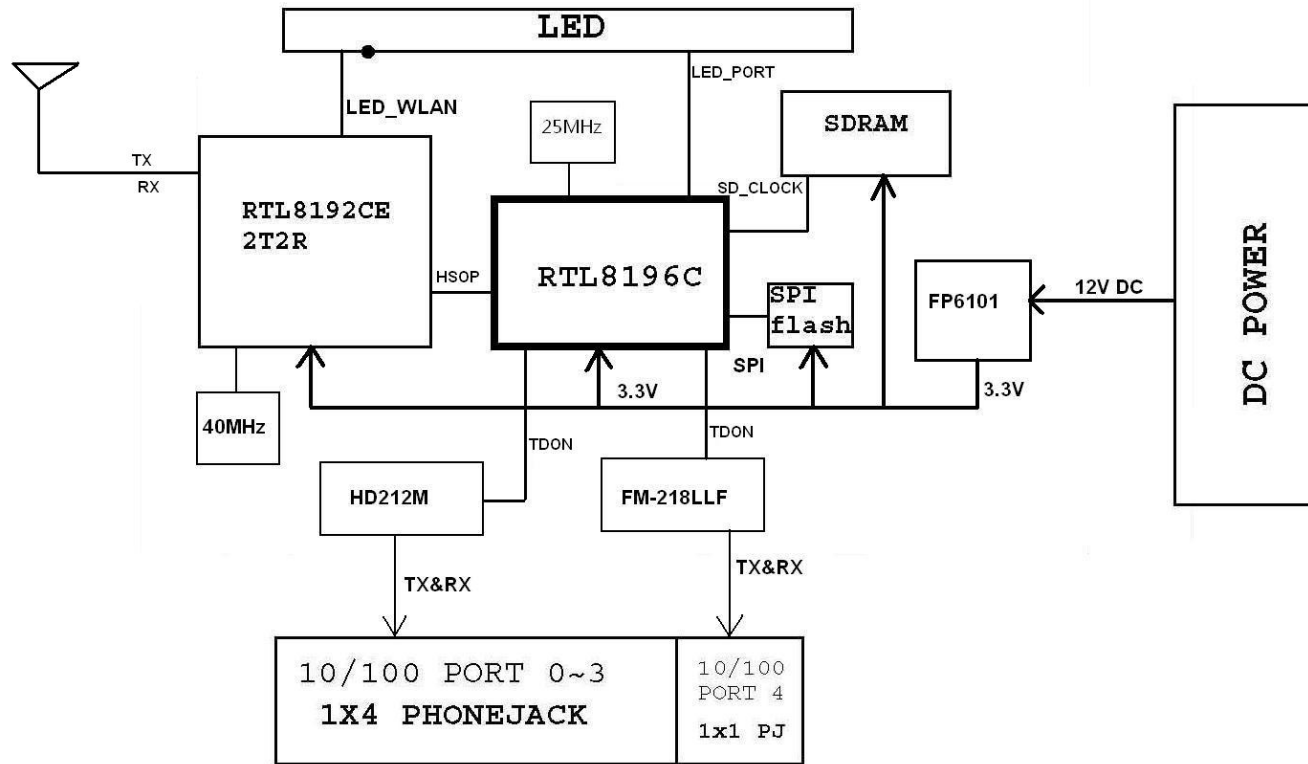 LED
LED_PORT
LED_WLAN
25MHz
SDRAM
TX
RX
SD_CLOCK
RTL8192CE
2T2R
HSOP
RTL8196C
SPI
flash
FP6101
12V DC
DC POWER
SPI
3.3V
3.3V
40MHz
TDON
TDON
HD212M
FM-218LLF
TX&RX
TX&RX
10/100 PORT 0~3
1X4 PHONEJACK
10/100
PORT 4
1x1 PJ